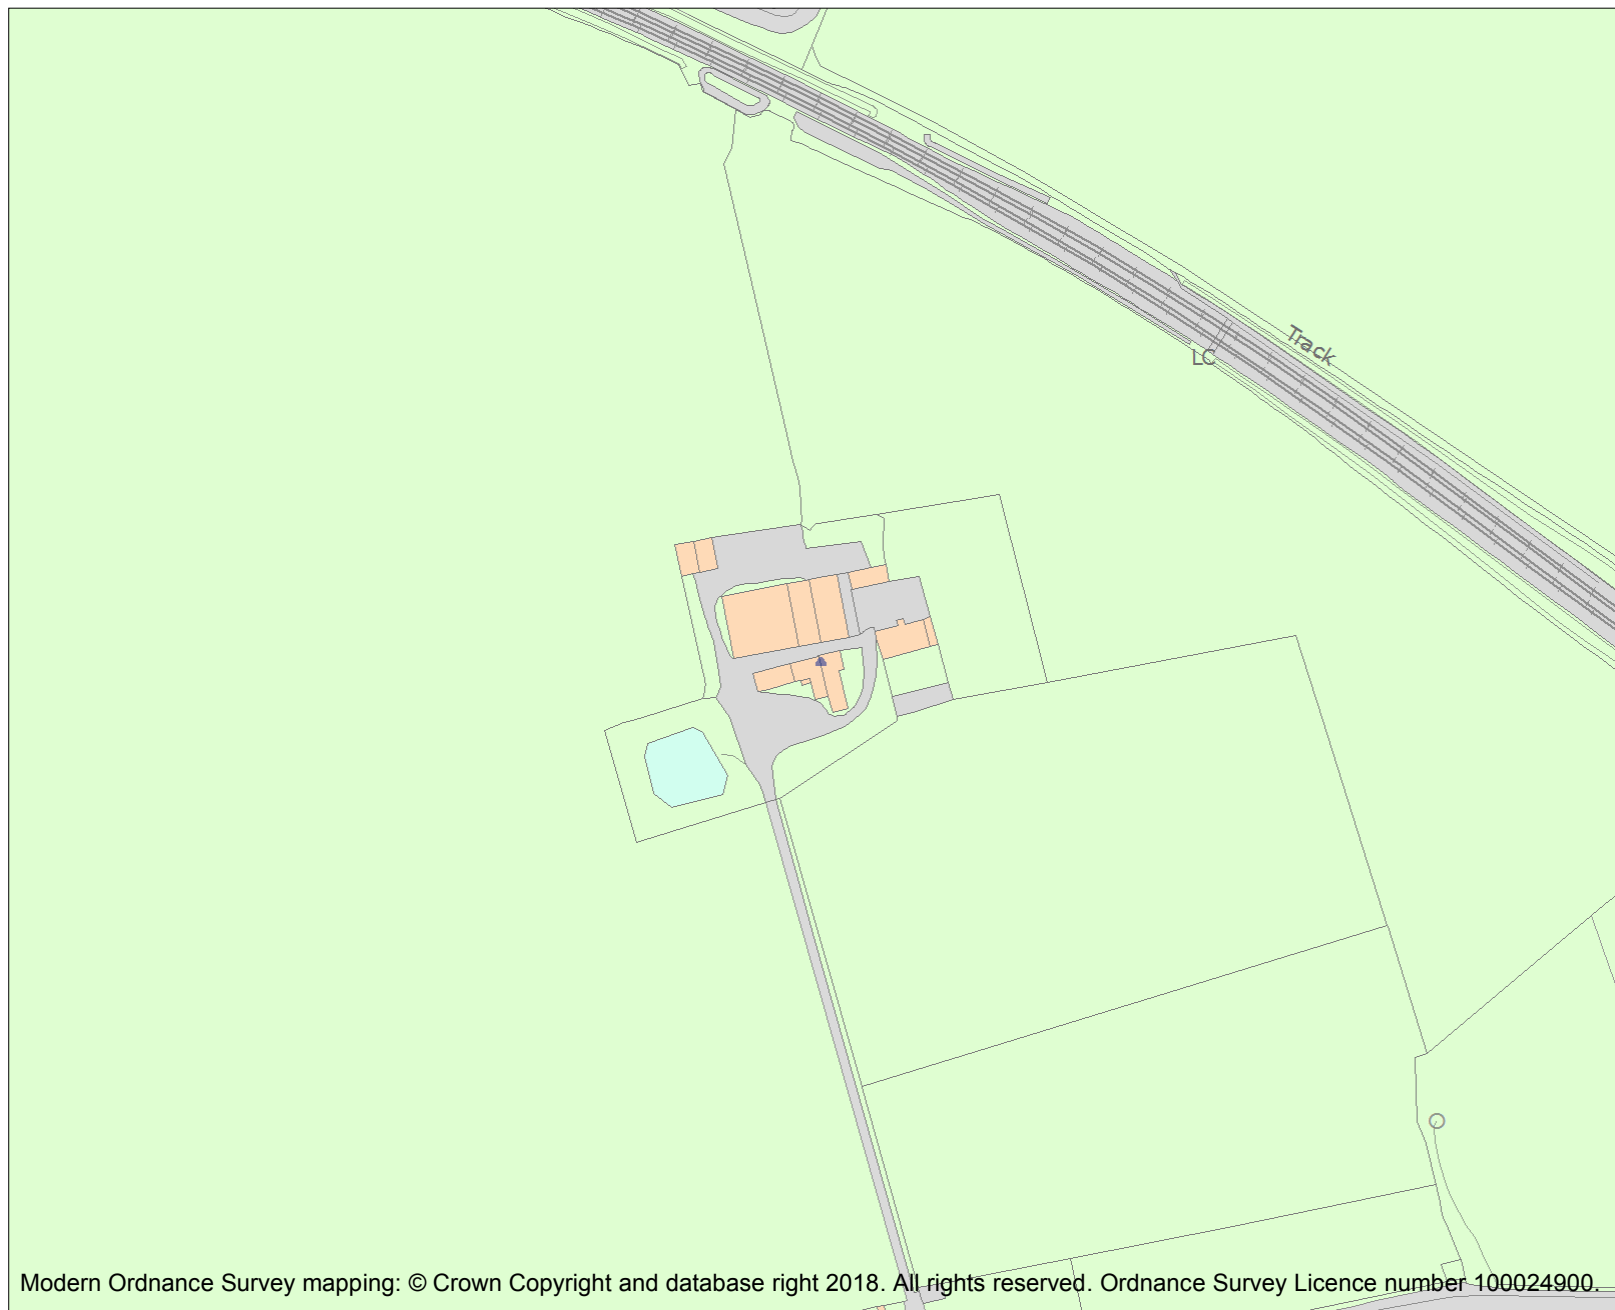 Track
LC
Modern Ordnance Survey mapping: © Crown Copyright and database right 2018. All rights reserved. Ordnance Survey Licence number 100024900.